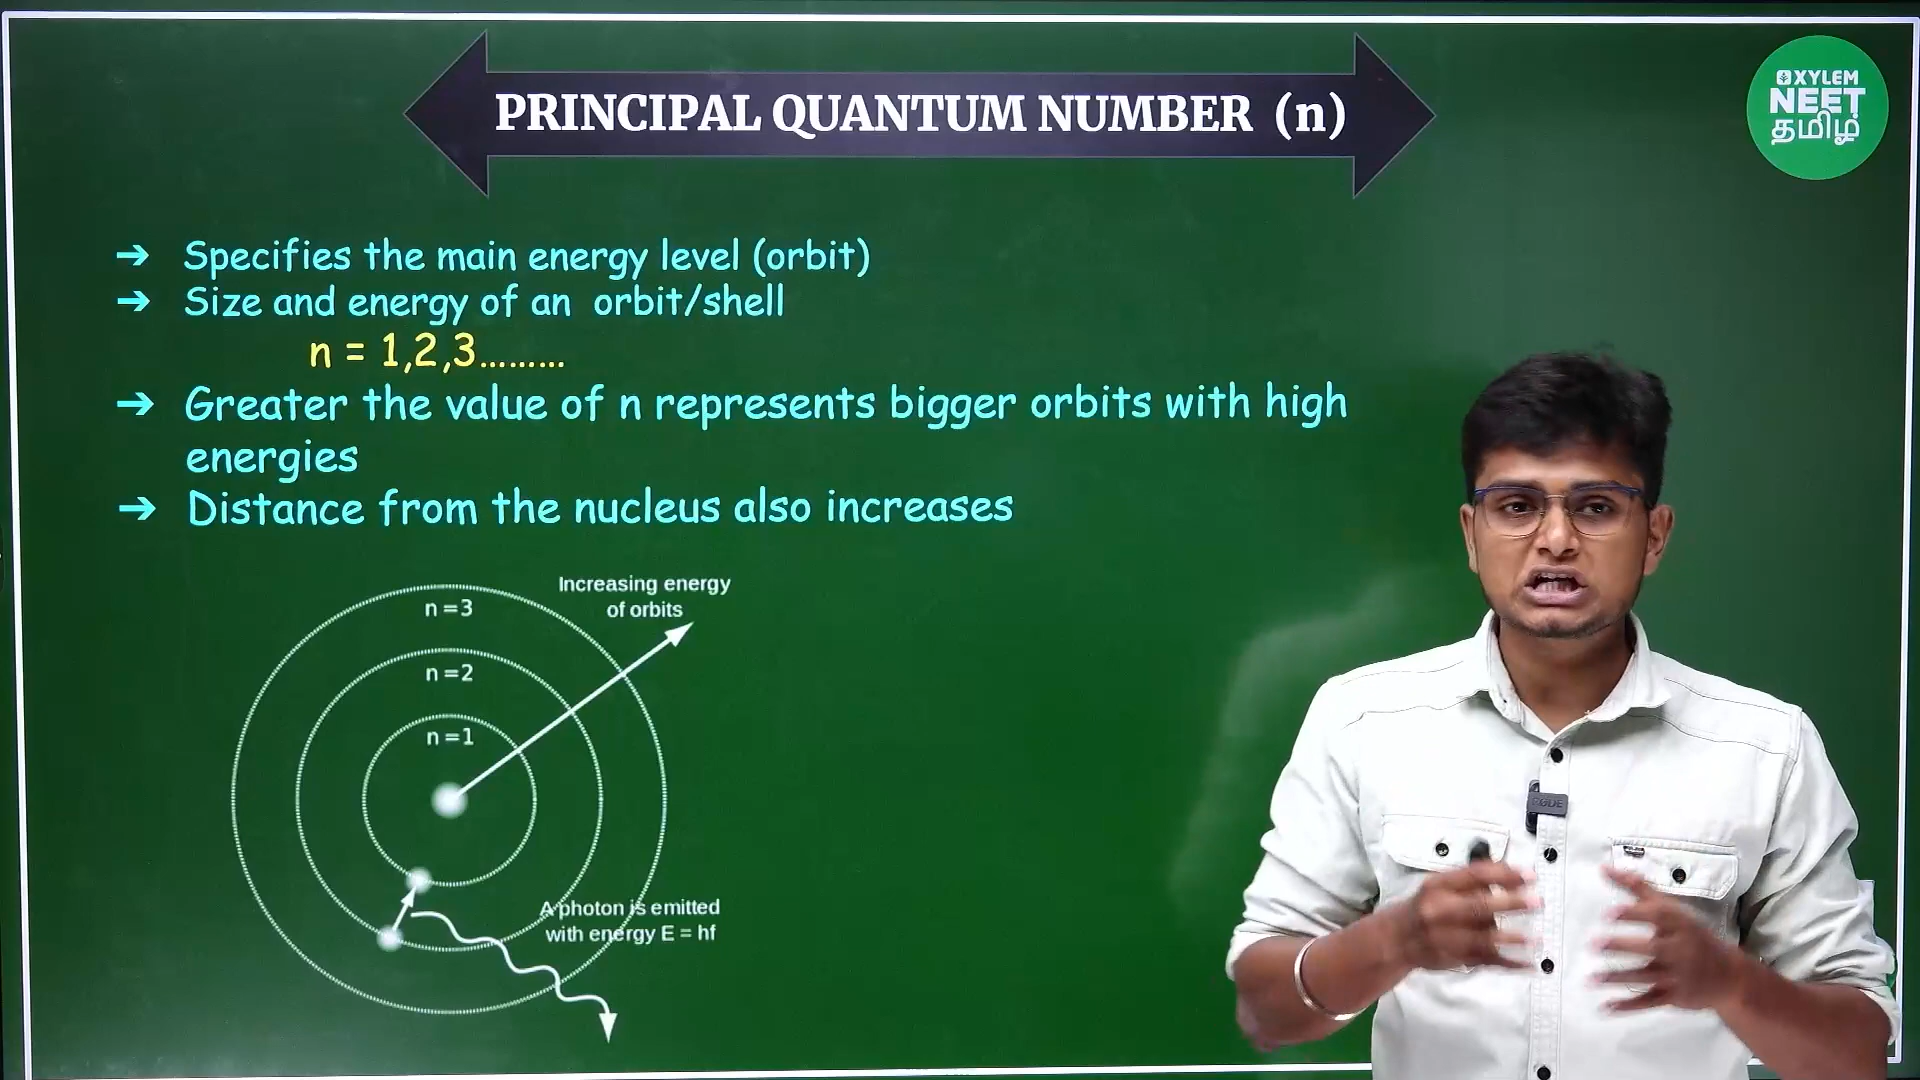 PRINCIPAL QUANTUM NUMBER (n)
XYLEM
NEET
தமிழ்
➔ Specifies the main energy level (orbit)
➔ Size and energy of an orbit/shell
n = 1,2,3.........
➔ Greater the value of n represents bigger orbits with high
energies
➔ Distance from the nucleus also increases
Increasing energy
of orbits
n=3
n=2
n=1
A photon is emitted
with energy E = hf
RODE